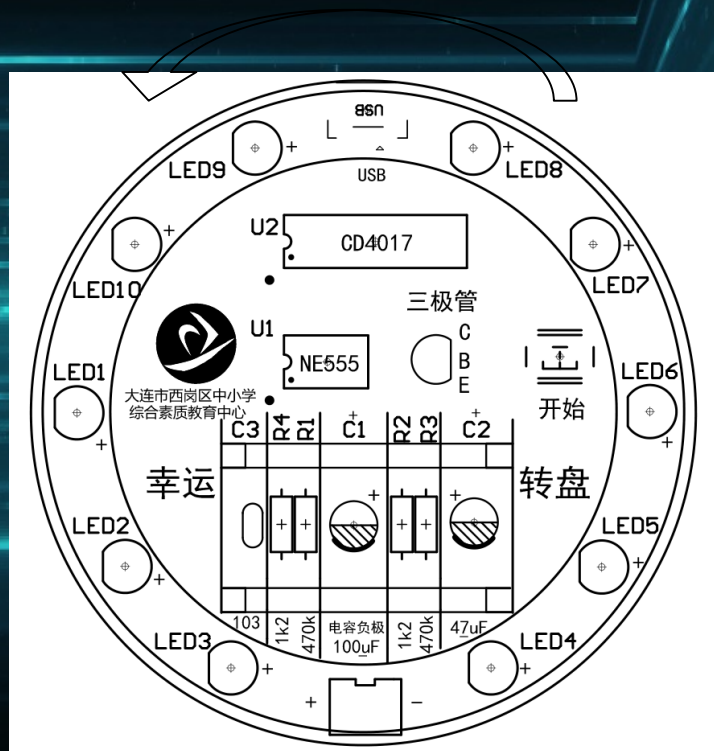 USB
LED9
+
+
LED8
USB
LED10
+
U2
CD4017
+
LED7
三极管
C
B
E
U1
NE555
大连市西岗区中小学
综合素质教育中心
开始
LED1
+
LED6
+
C3
R4
R1
+
C1
R2
R3
+
C2
幸运
转盘
+
+
LED2
+
LED5
+
103
1k2
470k
电容负极
100uF
1k2
470k
47uF
LED3
+
LED4
+
+
-